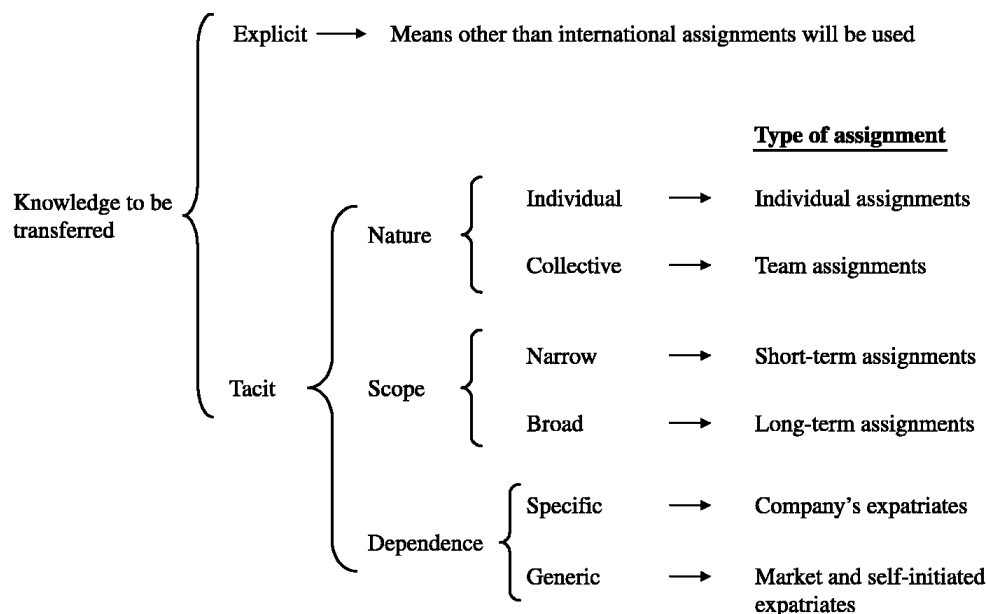 Explicit
Means other than international assignments will be used
Type of assignment
Knowledge to be
transferred
Individual
Individual assignments
Nature
Collective
Team assignments
Narrow
Short-term assignments
Tacit
Scope
Broad
Long-term assignments
Specific
Company's expatriates
Dependence
Generic
Market and self-initiated
expatriates